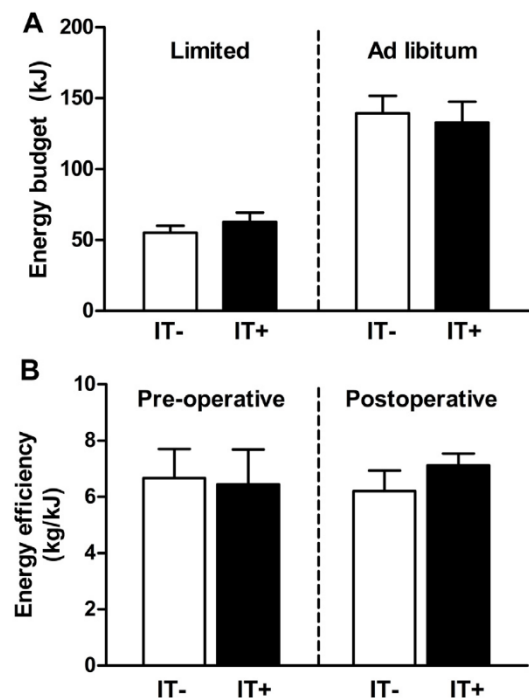 A
200
Limited
Ad libitum
150
100
50
0
Energy budget (kJ)
IT-
IT+
IT-
IT+
B
10
Pre-operative
Postoperative
8
6
4
2
0
Energy efficiency
(kg/kJ)
IT-
IT+
IT-
IT+